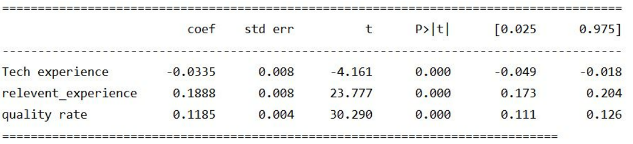 ==============================================================================
coef std err t P>|t| [0.025 0.975]
------------------------------------------------------------------------------
Tech experience -0.0335 0.008 -4.161 0.000 -0.049 -0.018
relevent_experience 0.1888 0.008 23.777 0.000 0.173 0.204
quality rate 0.1185 0.004 30.290 0.000 0.111 0.126
==============================================================================